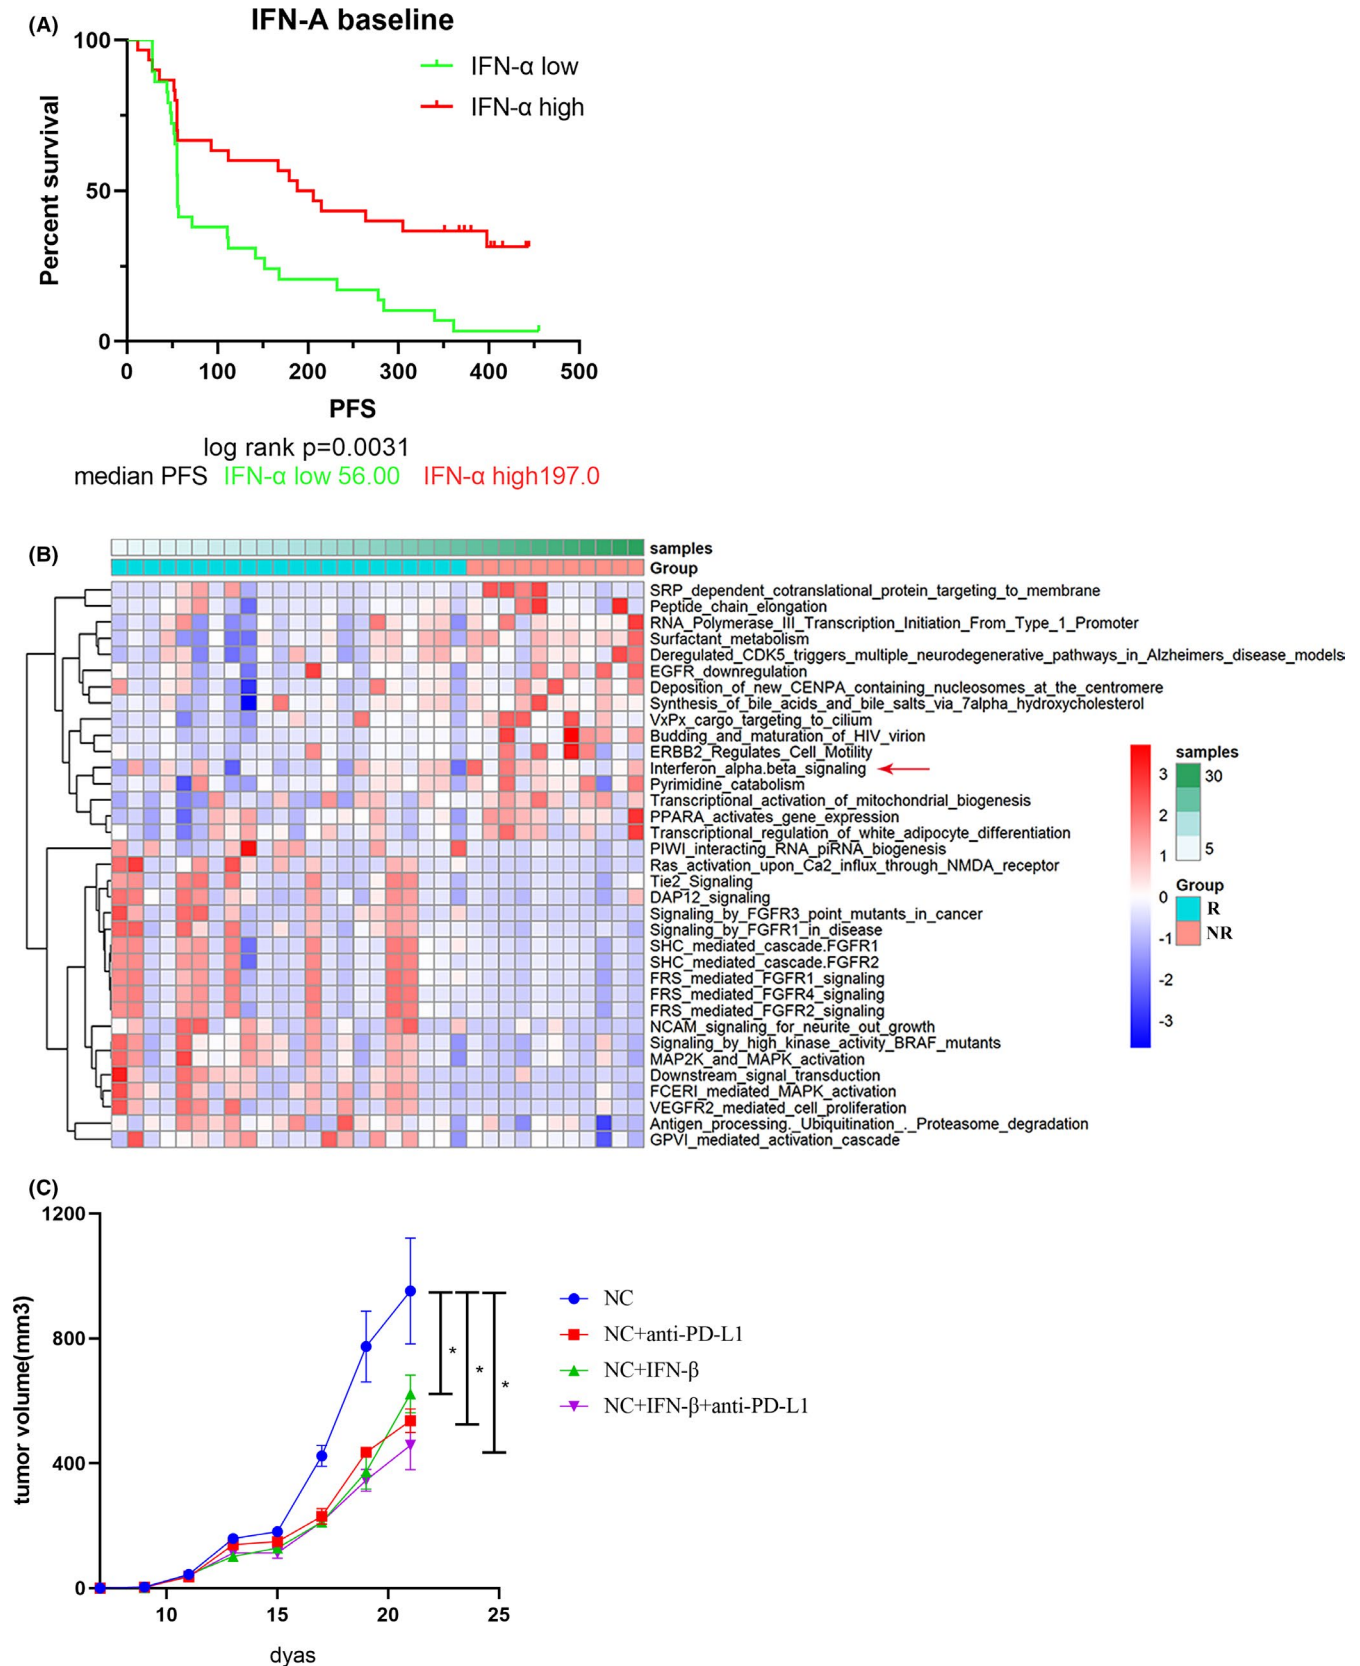 (A)
IFN-A baseline
IFN-α low
IFN-α high
Percent survival
100
50
0
0 100 200 300 400 500
PFS
log rank p=0.0031
median PFS IFN-α low 56.00 IFN-α high197.0
(B)
samples
Group
SRP_dependent_cotranslational_protein_targeting_to_membrane
Peptide_chain_elongation
RNA_Polymerase_III_Transcription_Initiation_From_Type_1_Promoter
Surfactant_metabolism
Deregulated_CDK5_triggers_multiple_neurodegenerative_pathways_in_Alzheimers_disease_models
EGFR_downregulation
Deposition_of_new_CENPA_containing_nucleosomes_at_the_centromere
Synthesis_of_bile_acids_and_bile_salts_via_7alpha_hydroxycholesterol
VxPx_cargo_targeting_to_cilium
Budding_and_maturation_of_HIV_virion
ERBB2_Regulates_Cell_Motility
Interferon_alpha.beta_signaling
Pyrimidine_catabolism
Transcriptional_activation_of_mitochondrial_biogenesis
PPARA_activates_gene_expression
Transcriptional_regulation_of_white_adipocyte_differentiation
PIWI_interacting_RNA_piRNA_biogenesis
Ras_activation_upon_Ca2_influx_through_NMDA_receptor
Tie2_Signaling
DAP12_signaling
Signaling_by_FGFR3_point_mutants_in_cancer
Signaling_by_FGFR1_in_disease
SHC_mediated_cascade.FGFR1
SHC_mediated_cascade.FGFR2
FRS_mediated_FGFR1_signaling
FRS_mediated_FGFR4_signaling
FRS_mediated_FGFR2_signaling
NCAM_signaling_for_neurite_out_growth
Signaling_by_high_kinase_activity_BRAF_mutants
MAP2K_and_MAPK_activation
Downstream_signal_transduction
FCERI_mediated_MAPK_activation
VEGFR2_mediated_cell_proliferation
Antigen_processing._Ubiquitination_._Proteasome_degradation
GPVI_mediated_activation_cascade
3
2
1
0
-1
-2
-3
samples
30
5
Group
R
NR
(C)
tumor volume(mm3)
1200
800
400
0
10 15 20 25
dyas
* * *
NC
NC+anti-PD-L1
NC+IFN-β
NC+IFN-β+anti-PD-L1